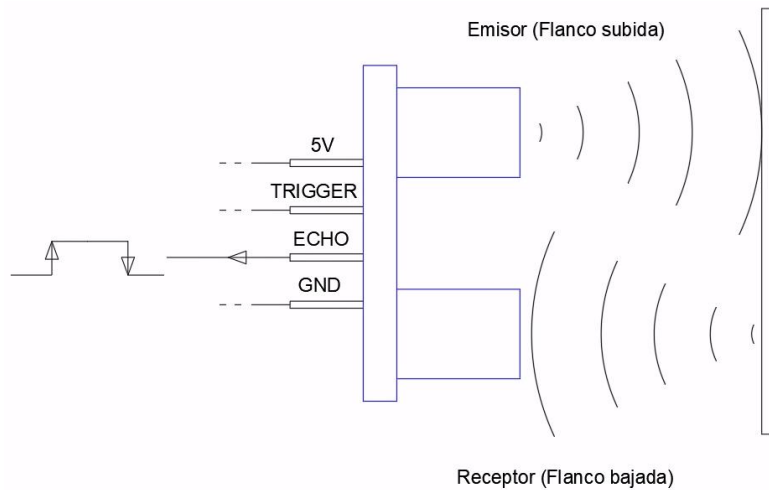 Emisor (Flanco subida)
5V
TRIGGER
ECHO
GND
Receptor (Flanco bajada)